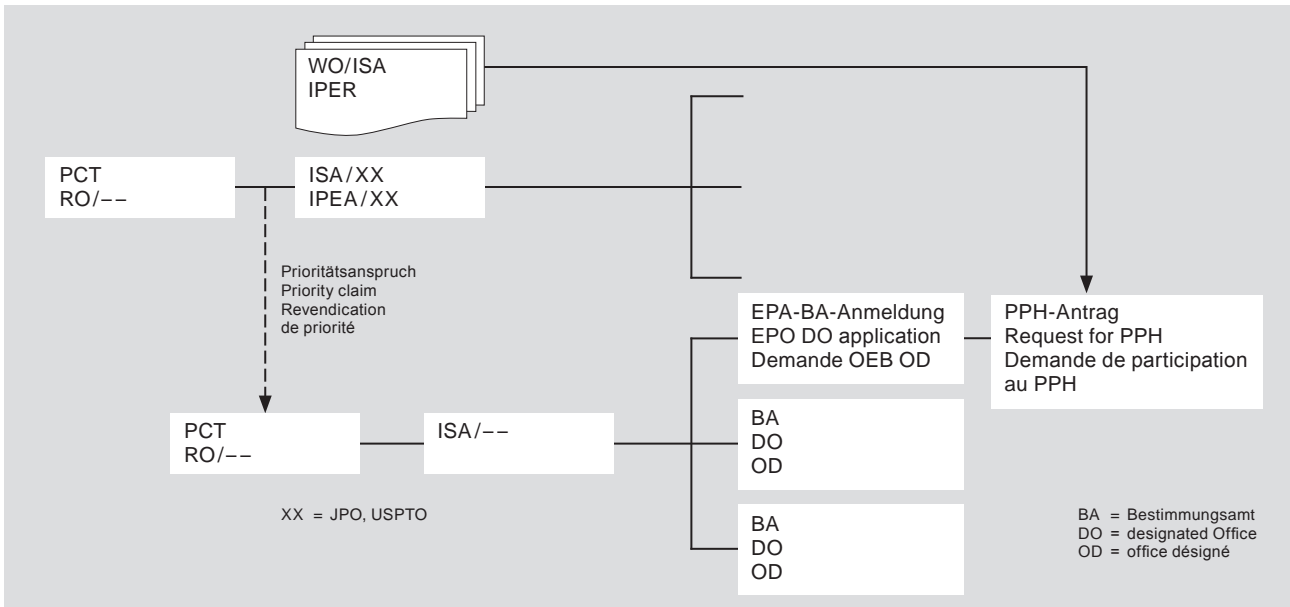 WO/ISA
IPER
PCT
RO/––
ISA/XX
IPEA/XX
Prioritätsanspruch
Priority claim
Revendication
de priorité
EPA-BA-Anmeldung
EPO DO application
Demande OEB OD
PPH-Antrag
Request for PPH
Demande de participation
au PPH
PCT
RO/––
ISA/––
BA
DO
OD
XX = JPO, USPTO
BA
DO
OD
BA = Bestimmungsamt
DO = designated Office
OD = office désigné